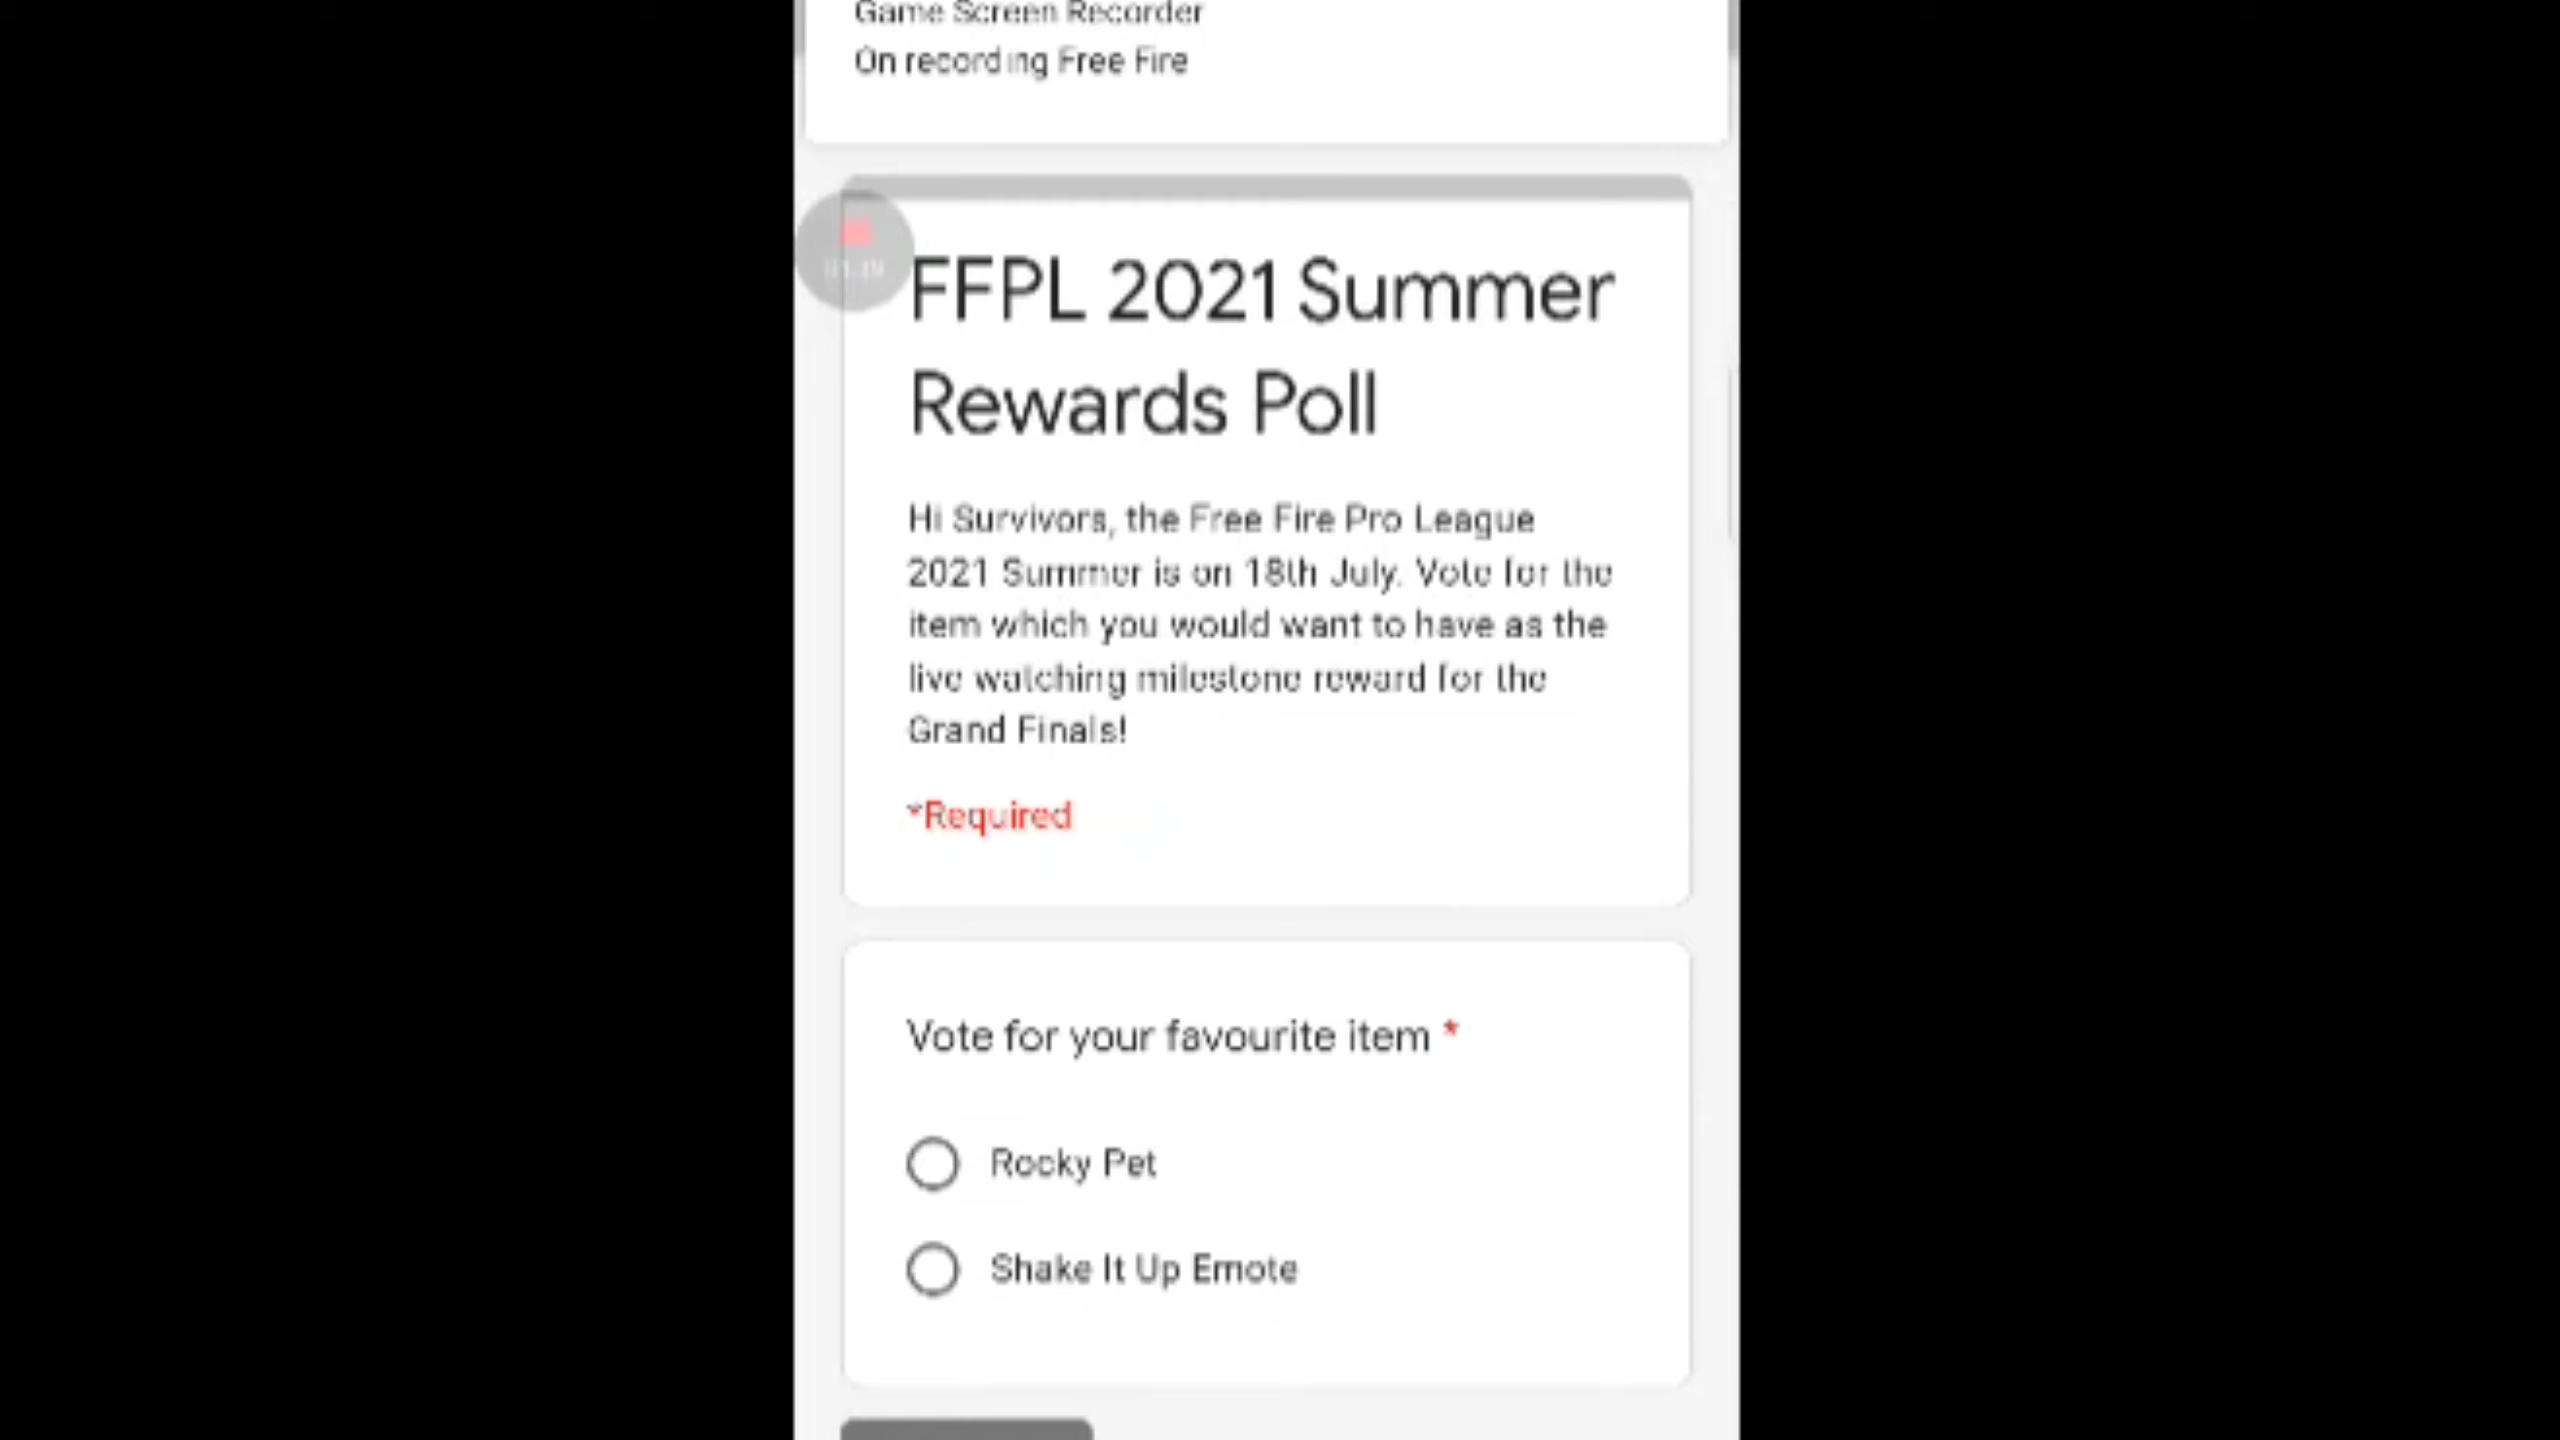 Game Screen Recorder
On recording Free Fire
FFPL 2021 Summer
Rewards Poll
Hi Survivors, the Free Fire Pro League
2021 Summer is on 18th July. Vote for the
item which you would want to have as the
live watching milestone reward for the
Grand Finals!
*Required
Vote for your favourite item *
Rocky Pet
Shake It Up Emote